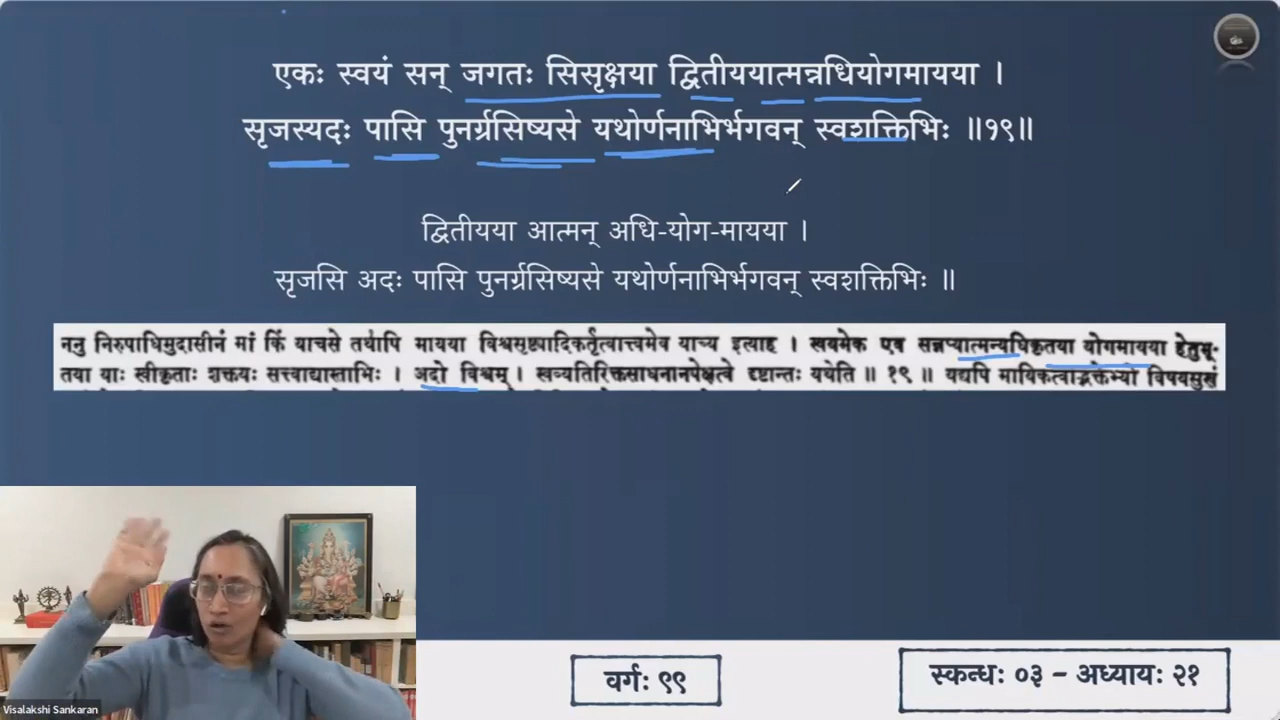 एकः स्वयं सन् जगतः सिसृक्षया द्वितीययात्मन्नधियोगमायया ।
सृजस्यदः पासि पुनर्ग्रसिष्यसे यथोर्णनाभिर्भगवन् स्वशक्तिभिः ॥१९॥
द्वितीयया आत्मन् अधि-योग-मायया ।
सृजसि अदः पासि पुनर्ग्रसिष्यसे यथोर्णनाभिर्भगवन् स्वशक्तिभिः ॥
ननु निरुपाधिमुदासीनं मां किं याचसे तथापि मायया विश्वसृष्ट्यादिकर्तृत्वात्त्वमेव याच्य इत्याह । स्वयमेक एव सन्नप्यात्मन्यधिकृतया योगमायया हेतुभू-
तया याः स्वीकृताः शक्तयः सत्त्वाद्यास्ताभिः । अदो विश्वम् । स्वव्यतिरिक्तसाधनानपेक्षत्वे दृष्टान्तः यथेति ॥ १९ ॥ यद्यपि मायिकत्वाद्भक्तेभ्यो विषयसुखं
Visalakshi Sankaran
वर्गः ९९
स्कन्धः ०३ – अध्यायः २१